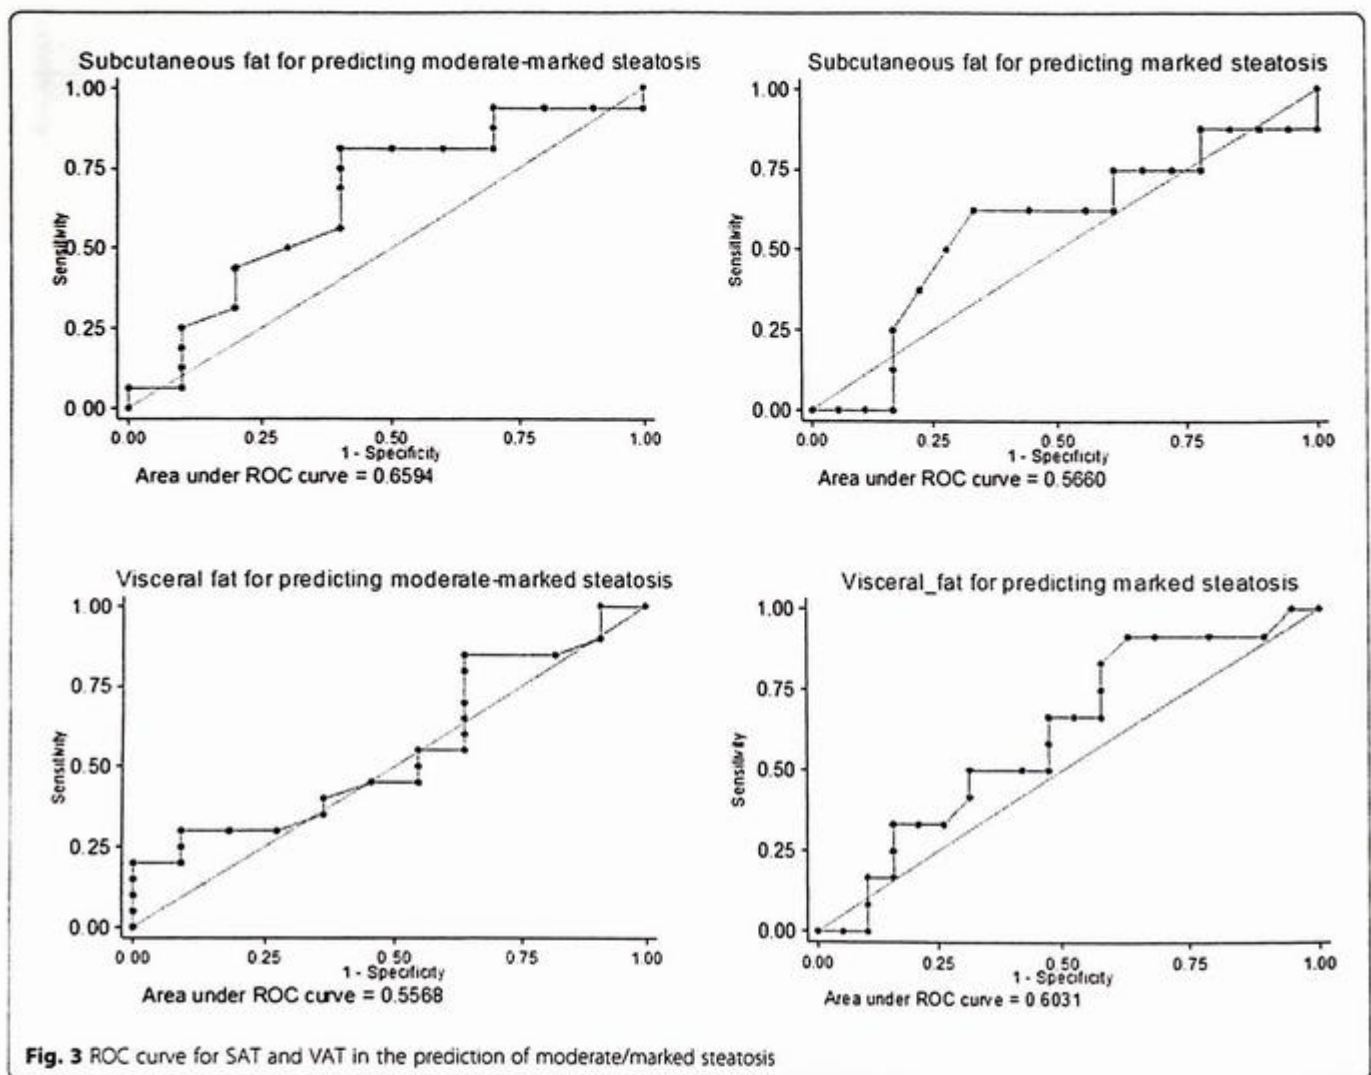 Subcutaneous fat for predicting moderate-marked steatosis
1.00
0.75
0.50
0.25
0.00
Sensitivity
0.00 0.25 0.50 0.75 1.00
1 - Specificity
Area under ROC curve = 0.6594
Subcutaneous fat for predicting marked steatosis
1.00
0.75
0.50
0.25
0.00
Sensitivity
0.00 0.25 0.50 0.75 1.00
1 - Specificity
Area under ROC curve = 0.5660
Visceral fat for predicting moderate-marked steatosis
1.00
0.75
0.50
0.25
0.00
Sensitivity
0.00 0.25 0.50 0.75 1.00
1 - Specificity
Area under ROC curve = 0.5568
Visceral_fat for predicting marked steatosis
1.00
0.75
0.50
0.25
0.00
Sensitivity
0.00 0.25 0.50 0.75 1.00
1 - Specificity
Area under ROC curve = 0.6031
Fig. 3 ROC curve for SAT and VAT in the prediction of moderate/marked steatosis